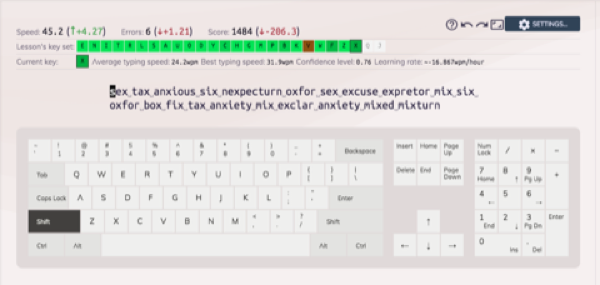 Speed: 45.2 (↑+4.27) Errors: 6 (↓+1.21) Score: 1484 (↓-206.3)
SETTINGS...
Lesson's key set:
Current key: X Average typing speed: 24.2wpm Best typing speed: 31.9wpm Confidence level: 0.76 Learning rate: +-16.867wpm/hour
sex_tax_anxious_six_nexpecturn_oxfor_sex_excuse_expretor_mix_six_
oxfor_box_fix_tax_anxiety_mix_exclar_anxiety_mixed_mixturn
~ ! @ # $ % ^ & * ( ) _ +
` 1 2 3 4 5 6 7 8 9 0 - = Backspace
Tab Q W E R T Y U I O P { [ } ] | \
Caps Lock A S D F G H J K L : ; " ' Enter
Shift Z X C V B N M < , > . ? / Shift
Ctrl Alt Alt Ctrl
Insert Home Page Up
Delete End Page Down
↑
← ↓ →
Num Lock / * -
7 Home 8 ↑ 9 Pg Up +
4 ← 5 6 →
1 End 2 ↓ 3 Pg Dn Enter
0 Ins . Del